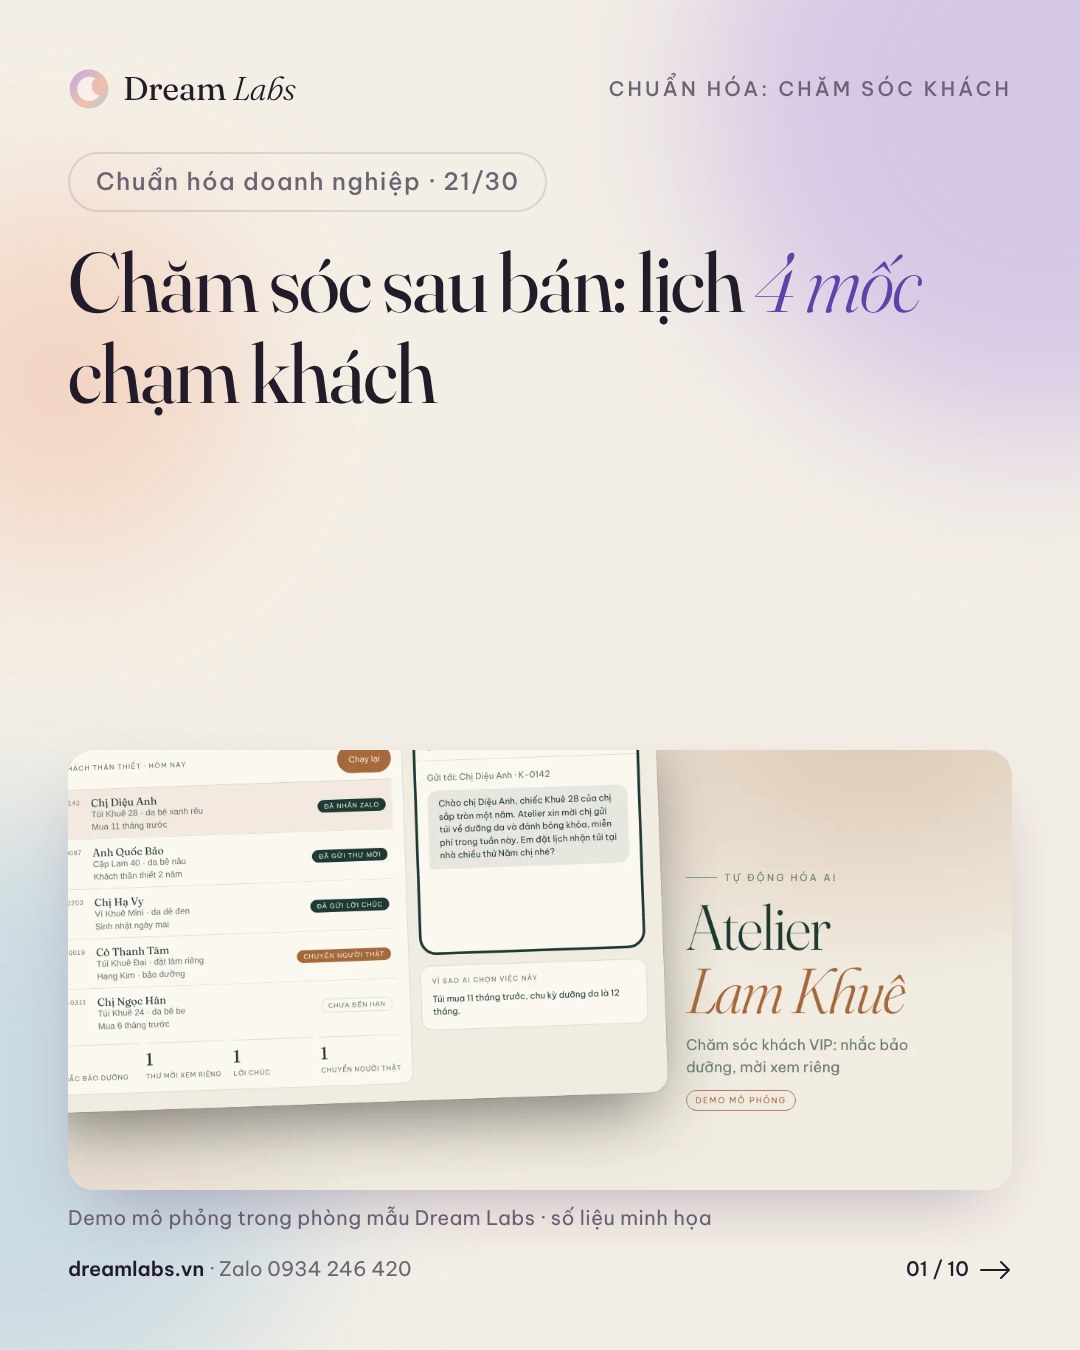 Dream Labs
CHUẨN HÓA: CHĂM SÓC KHÁCH
Chuẩn hóa doanh nghiệp · 21/30
Chăm sóc sau bán: lịch 4 mốc
chạm khách
KHÁCH THÂN THIẾT · HÔM NAY
Chạy lại
Chị Diệu Anh
Túi Khuê 28 · da bê xanh rêu
Mua 11 tháng trước
ĐÃ NHẮN ZALO
Anh Quốc Bảo
Cặp Lam 40 · da bê nâu
Khách thân thiết 2 năm
ĐÃ GỬI THƯ MỜI
Chị Hạ Vy
Ví Khuê Mini · da dê đen
Sinh nhật ngày mai
ĐÃ GỬI LỜI CHÚC
Cô Thanh Tâm
Túi Khuê Đại · đặt làm riêng
Hạng Kim · bảo dưỡng
CHUYỂN NGƯỜI THẬT
Chị Ngọc Hân
Túi Khuê 24 · da bê be
Mua 6 tháng trước
CHƯA ĐẾN HẠN
BẢO DƯỠNG
1
THƯ MỜI XEM RIÊNG
1
LỜI CHÚC
1
CHUYỂN NGƯỜI THẬT
Gửi tới: Chị Diệu Anh · K-0142
Chào chị Diệu Anh, chiếc Khuê 28 của chị
sắp tròn một năm. Atelier xin mời chị gửi
túi về dưỡng da và đánh bóng khóa, miễn
phí trong tuần này. Em đặt lịch nhận túi tại
nhà chiều thứ Năm chị nhé?
VÌ SAO AI CHỌN VIỆC NÀY
Túi mua 11 tháng trước, chu kỳ dưỡng da là 12
tháng.
TỰ ĐỘNG HÓA AI
Atelier
Lam Khuê
Chăm sóc khách VIP: nhắc bảo
dưỡng, mời xem riêng
DEMO MÔ PHỎNG
Demo mô phỏng trong phòng mẫu Dream Labs · số liệu minh họa
dreamlabs.vn · Zalo 0934 246 420
01 / 10